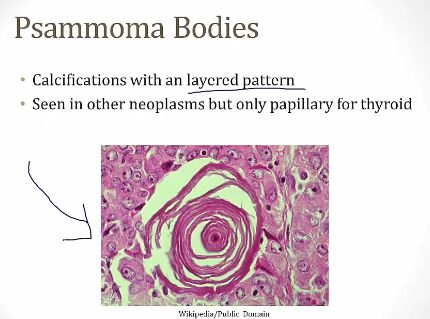 Psammoma Bodies
• Calcifications with an layered pattern
• Seen in other neoplasms but only papillary for thyroid
Wikipedia/Public Domain